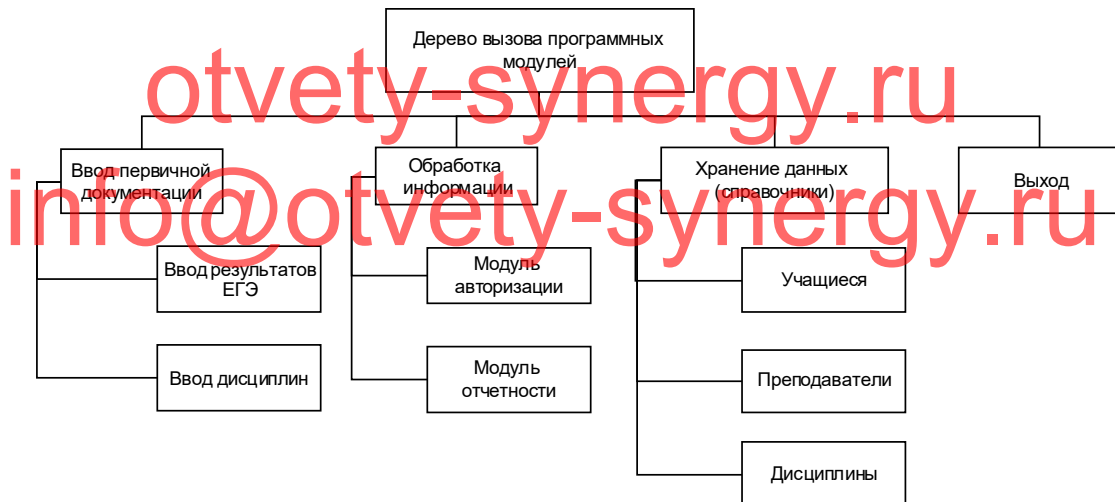 Дерево вызова программных
модулей
otvety-synergy.ru
Ввод первичной
документации
Обработка
информации
Хранение данных
(справочники)
Выход
info@otvety-synergy.ru
Ввод результатов
ЕГЭ
Модуль
авторизации
Учащиеся
Ввод дисциплин
Модуль
отчетности
Преподаватели
Дисциплины